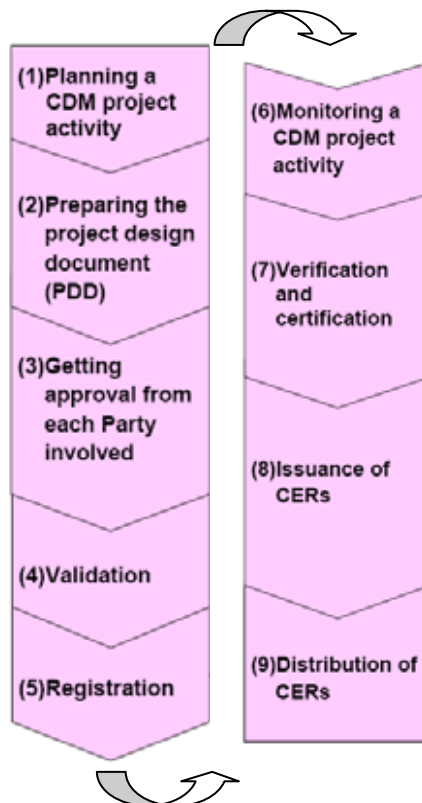 (1)Planning a
CDM project
activity
(2)Preparing the
project design
document
(PDD)
(3)Getting
approval from
each Party
involved
(4)Validation
(5)Registration
(6)Monitoring a
CDM project
activity
(7)Verification
and
certification
(8)Issuance of
CERs
(9)Distribution of
CERs